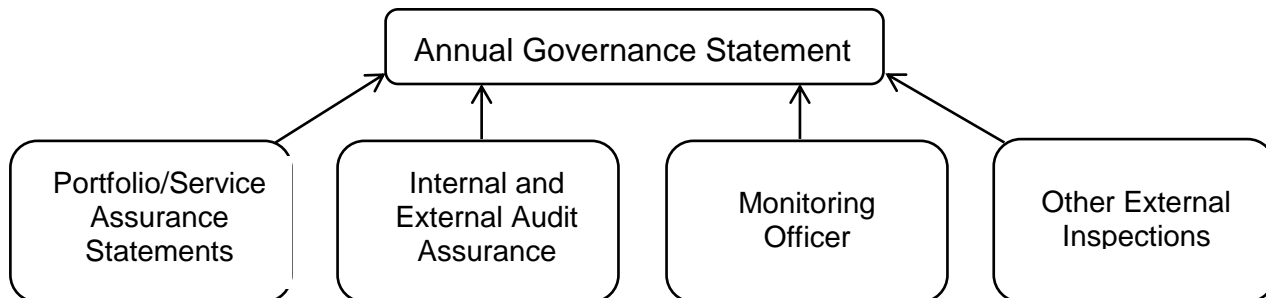 Annual Governance Statement
Portfolio/Service
Assurance
Statements
Internal and
External Audit
Assurance
Monitoring
Officer
Other External
Inspections